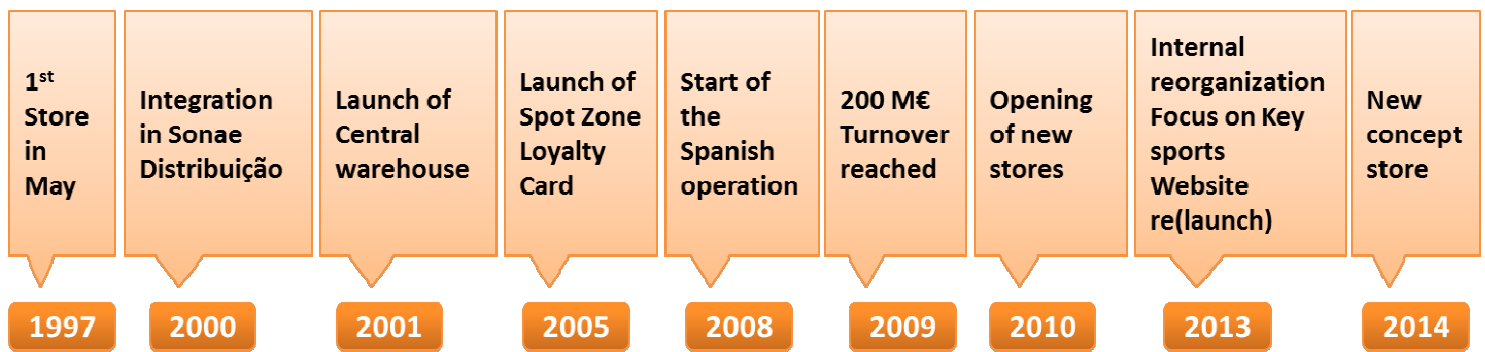 1st
Store
in
May
Integration
in Sonae
Distribuição
Launch of
Central
warehouse
Launch of
Spot Zone
Loyalty
Card
Start of
the
Spanish
operation
200 M€
Turnover
reached
Opening
of new
stores
Internal
reorganization
Focus on Key
sports
Website
re(launch)
New
concept
store
1997
2000
2001
2005
2008
2009
2010
2013
2014